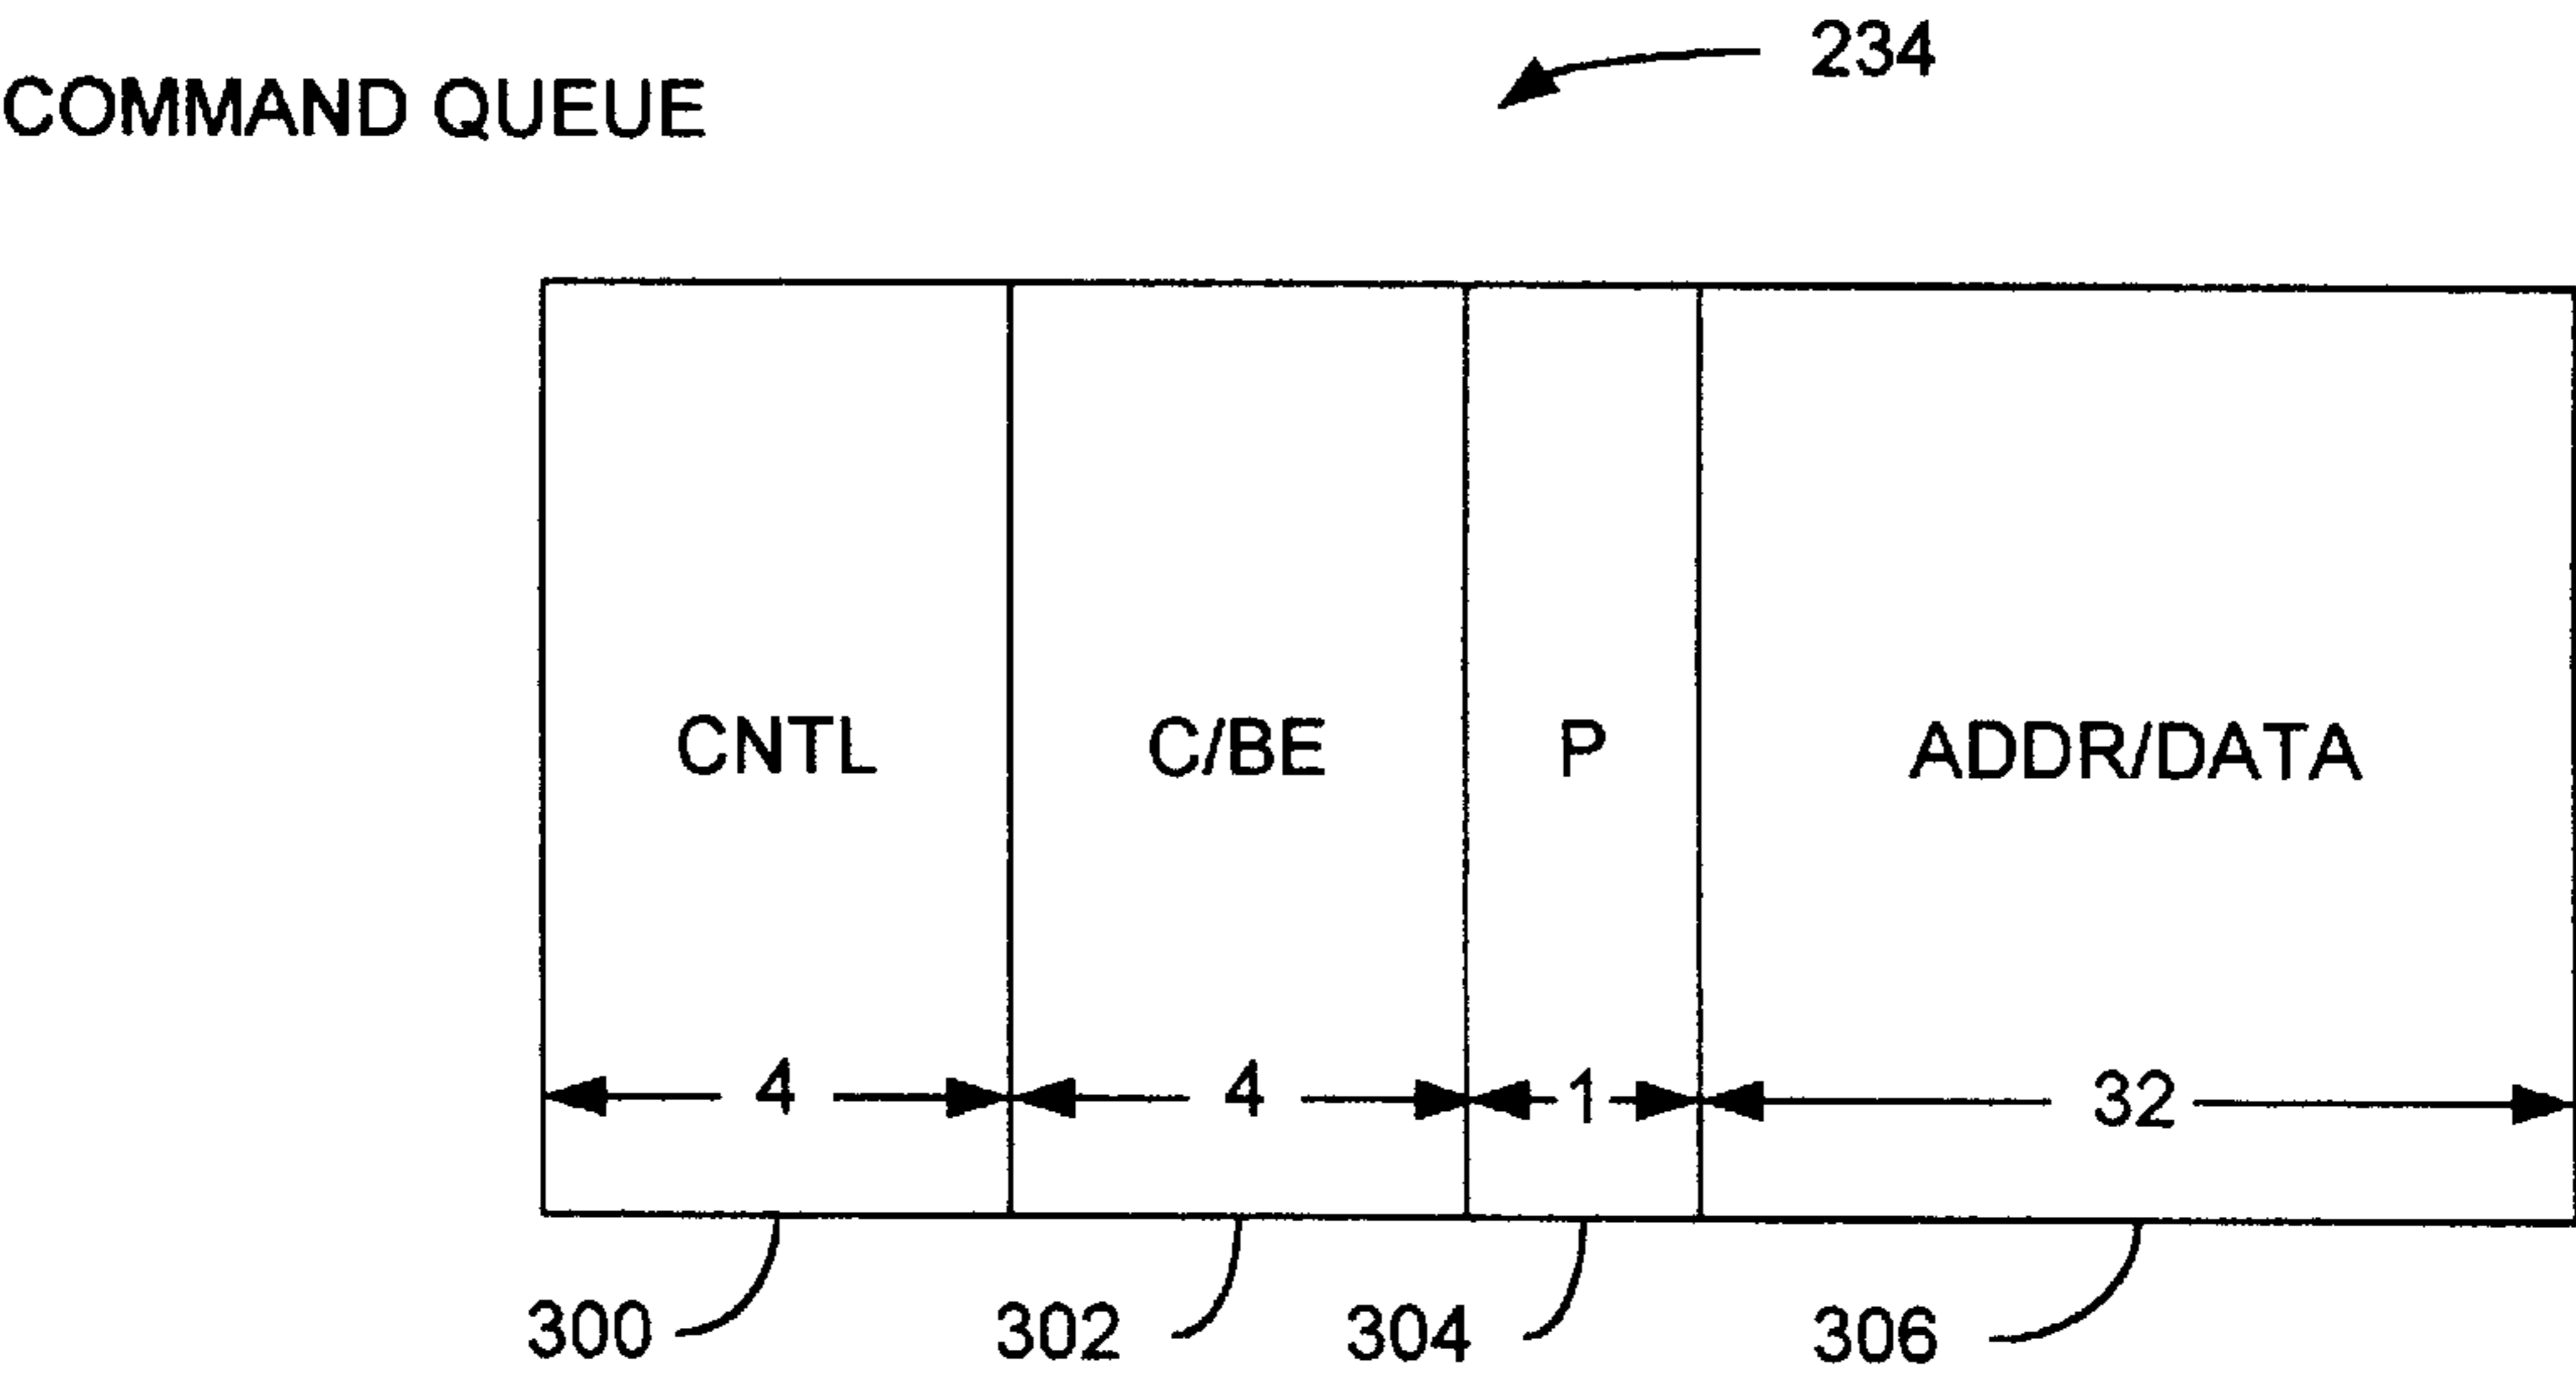 234
COMMAND QUEUE
CNTL C/BE P ADDR/DATA
4 4 1 32
300 302 304 306